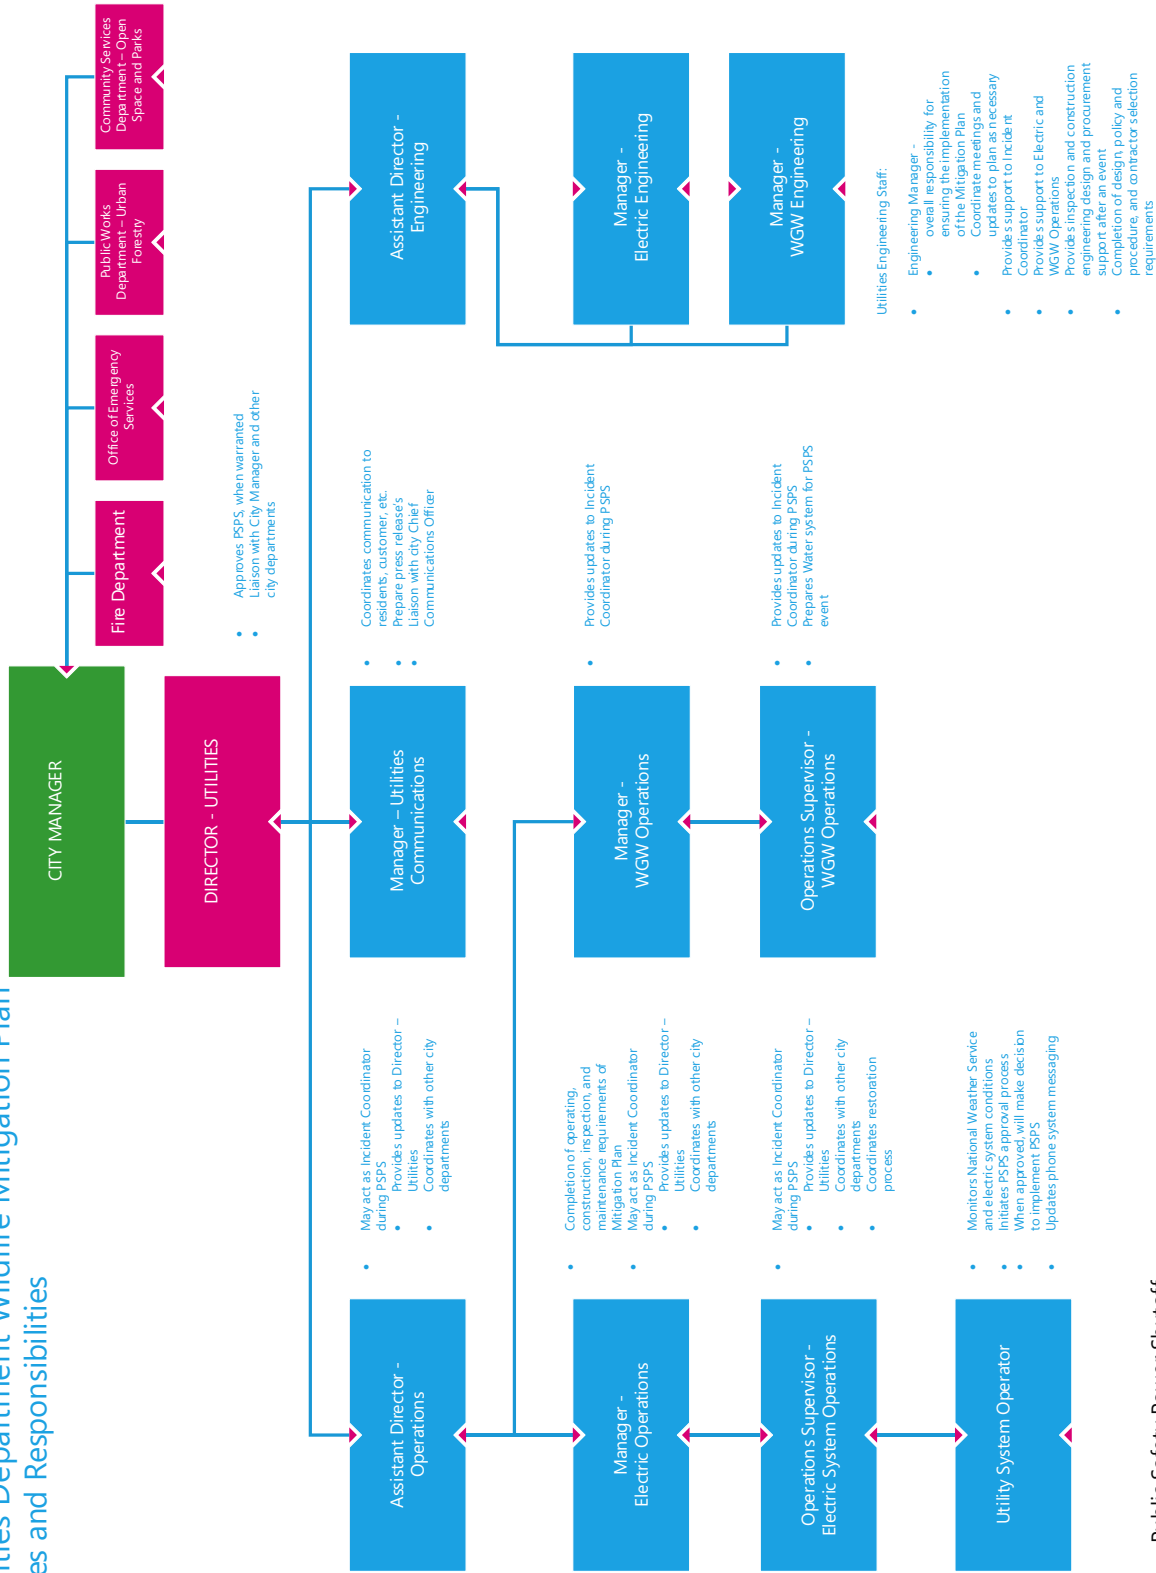 ties Department Wildfire Mitigation Plan
es and Responsibilities
CITY MANAGER
Fire Department
Office of Emergency
Services
Public Works
Department – Urban
Forestry
Community Services
Department – Open
Space and Parks
DIRECTOR - UTILITIES
• Approves PSPS, when warranted
• Liaison with City Manager and other
city departments
Assistant Director -
Operations
• May act as Incident Coordinator
during PSPS
• Provides updates to Director –
Utilities
• Coordinates with other city
departments
Manager – Utilities
Communications
• Coordinates communication to
residents, customer, etc.
• Prepare press release's
• Liaison with city Chief
Communications Officer
Assistant Director -
Engineering
Manager -
Electric Operations
• Completion of operating,
construction, inspection, and
maintenance requirements of
Mitigation Plan
• May act as Incident Coordinator
during PSPS
• Provides updates to Director –
Utilities
• Coordinates with other city
departments
Manager -
WGW Operations
• Provides updates to Incident
Coordinator during PSPS
Manager -
Electric Engineering
Operations Supervisor -
Electric System Operations
• May act as Incident Coordinator
during PSPS
• Provides updates to Director –
Utilities
• Coordinates with other city
departments
• Coordinates restoration
process
Operations Supervisor -
WGW Operations
• Provides updates to Incident
Coordinator during PSPS
• Prepares Water system for PSPS
event
Manager -
WGW Engineering
Utility System Operator
• Monitors National Weather Service
and electric system conditions
• Initiates PSPS approval process
• When approved, will make decision
to implement PSPS
• Updates phone system messaging
Utilities Engineering Staff:
• Engineering Manager -
• overall responsibility for
ensuring the implementation
of the Mitigation Plan
• Coordinate meetings and
updates to plan as necessary
• Provides support to Incident
Coordinator
• Provides support to Electric and
WGW Operations
• Provides inspection and construction
engineering design and procurement
support after an event
• Completion of design, policy and
procedure, and contractor selection
requirements
Public Safety Power Shutoff